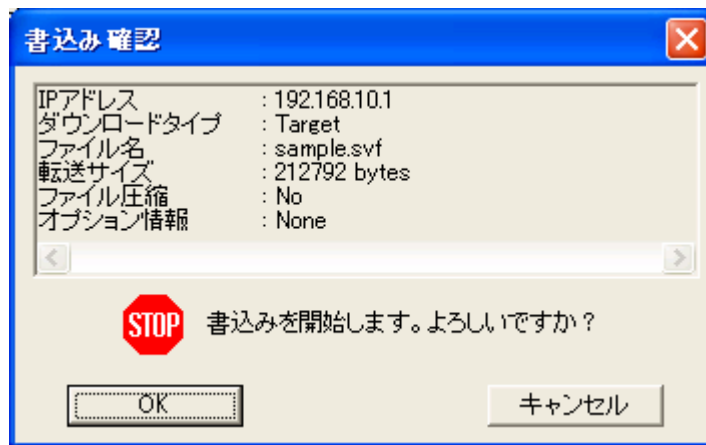 書込み確認
IPアドレス : 192.168.10.1
ダウンロードタイプ : Target
ファイル名 : sample.svf
転送サイズ : 212792 bytes
ファイル圧縮 : No
オプション情報 : None
STOP 書込みを開始します。よろしいですか？
OK キャンセル